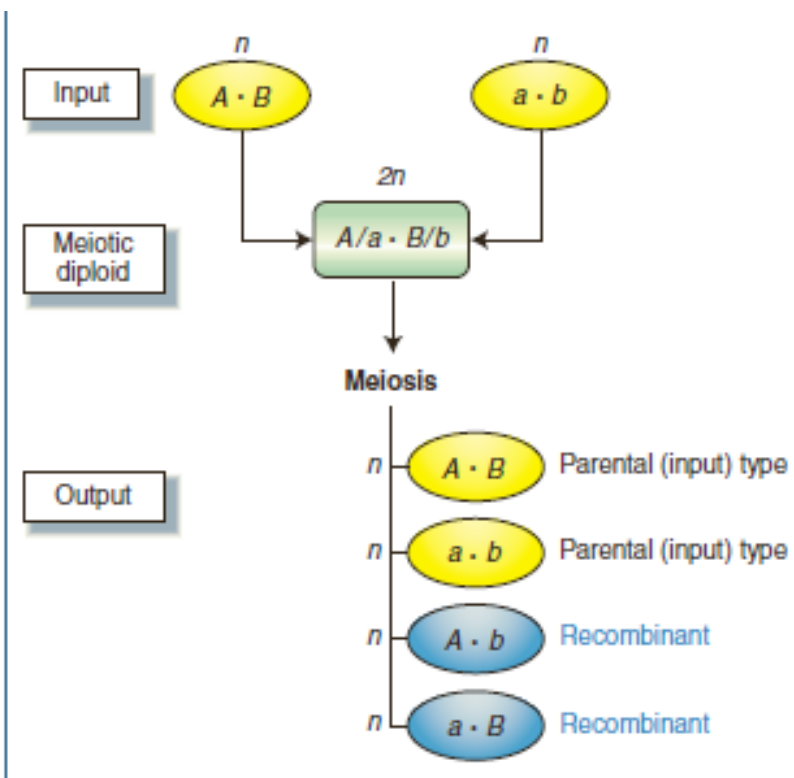 n n
Input A · B a · b
2n
Meiotic
diploid
A/a · B/b
Meiosis
Output
n A · B Parental (input) type
n a · b Parental (input) type
n A · b Recombinant
n a · B Recombinant